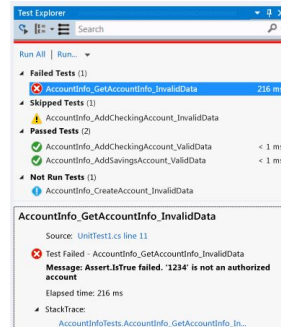 Test Explorer
Search
Run All | Run...
Failed Tests (1)
AccountInfo_GetAccountInfo_InvalidData 216 ms
Skipped Tests (1)
AccountInfo_AddCheckingAccount_InvalidData
Passed Tests (2)
AccountInfo_AddCheckingAccount_ValidData < 1 ms
AccountInfo_AddSavingsAccount_ValidData < 1 ms
Not Run Tests (1)
AccountInfo_CreateAccount_InvalidData
AccountInfo_GetAccountInfo_InvalidData
Source: UnitTest1.cs line 11
Test Failed - AccountInfo_GetAccountInfo_InvalidData
Message: Assert.IsTrue failed. '1234' is not an authorized
account
Elapsed time: 216 ms
StackTrace:
AccountInfoTests.AccountInfo_GetAccountInfo_In...